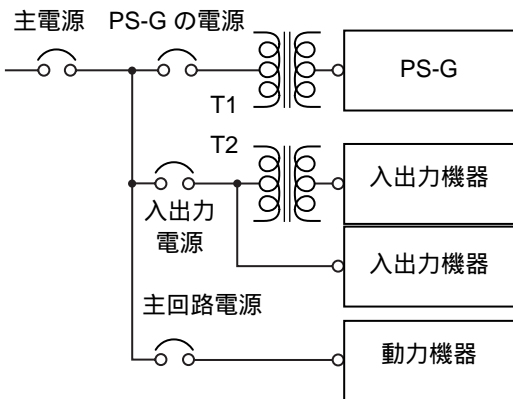 主電源
PS-G の電源
PS-G
T1
T2
入出力機器
入出力
電源
入出力機器
主回路電源
動力機器